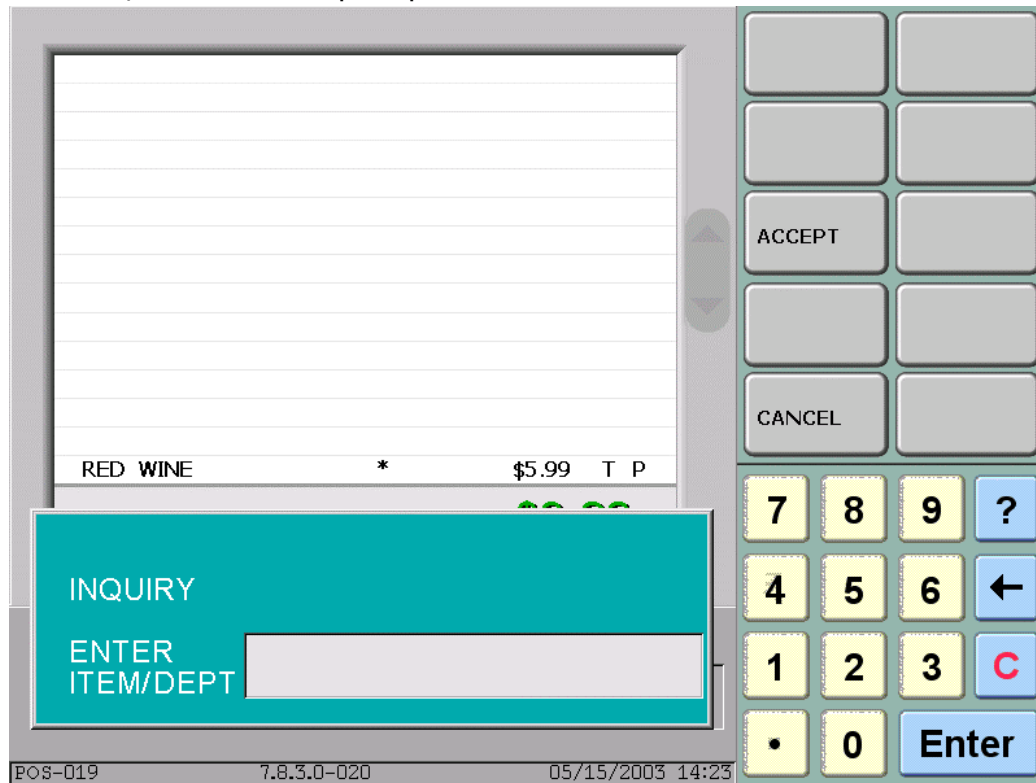 ACCEPT
CANCEL
RED WINE * $5.99 T P
INQUIRY
ENTER
ITEM/DEPT
7 8 9 ?
4 5 6 ←
1 2 3 C
. 0 Enter
POS-019 7.8.3.0-020 05/15/2003 14:23